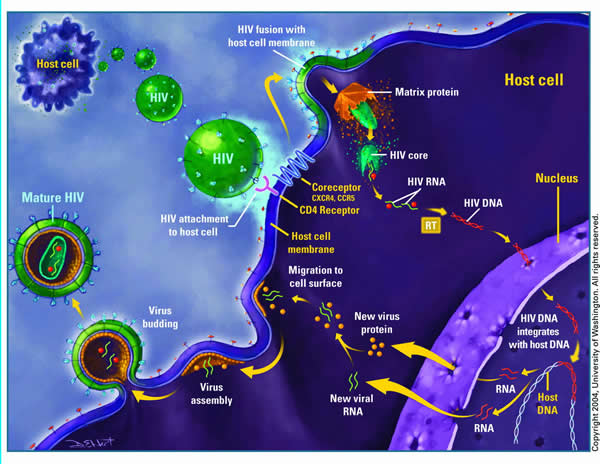 HIV fusion with
host cell membrane
Host cell
HIV
HIV
Matrix protein
Host cell
HIV core
HIV RNA
Nucleus
HIV DNA
RT
Coreceptor
CXCR4, CCR5
CD4 Receptor
HIV attachment
to host cell
Mature HIV
Host cell
membrane
Migration to
cell surface
New virus
protein
HIV DNA
integrates
with host DNA
Virus
budding
Virus
assembly
New viral
RNA
RNA
RNA
Host
DNA
Copyright 2004, University of Washington. All rights reserved.